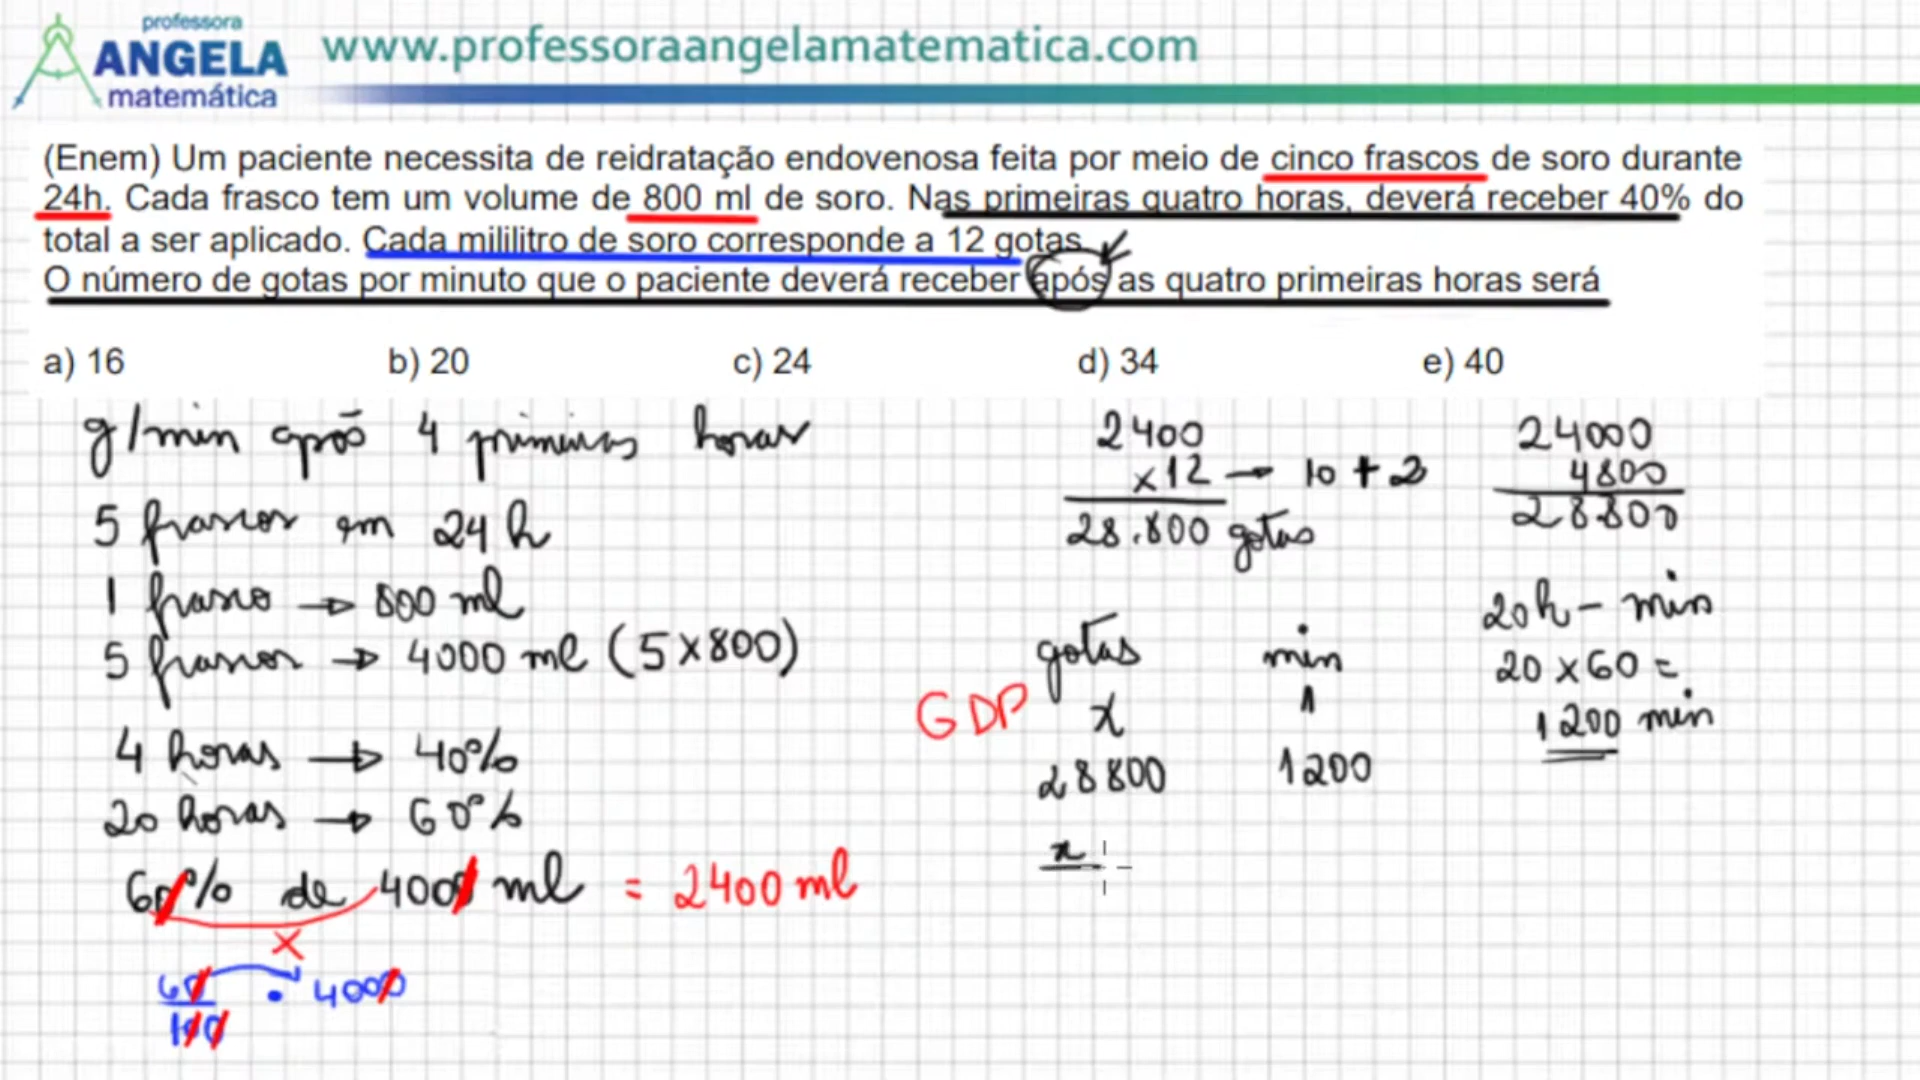 professora
ANGELA
matemática
www.professoraangelamatematica.com
(Enem) Um paciente necessita de reidratação endovenosa feita por meio de cinco frascos de soro durante
24h. Cada frasco tem um volume de 800 ml de soro. Nas primeiras quatro horas, deverá receber 40% do
total a ser aplicado. Cada mililitro de soro corresponde a 12 gotas.
O número de gotas por minuto que o paciente deverá receber após as quatro primeiras horas será
a) 16 b) 20 c) 24 d) 34 e) 40
g/min após 4 primeiras horas
5 frascos em 24 h
1 frasco → 800 ml
5 frascos → 4000 ml (5 x 800)
4 horas → 40%
20 horas → 60%
60% de 4000 ml = 2400 ml
x
60
100
. 4000
2400
x 12 → 10 + 2
28.800 gotas
24000
4800
28800
gotas min
GDP x 1
28800 1200
x
20h - min
20 x 60 =
1200 min